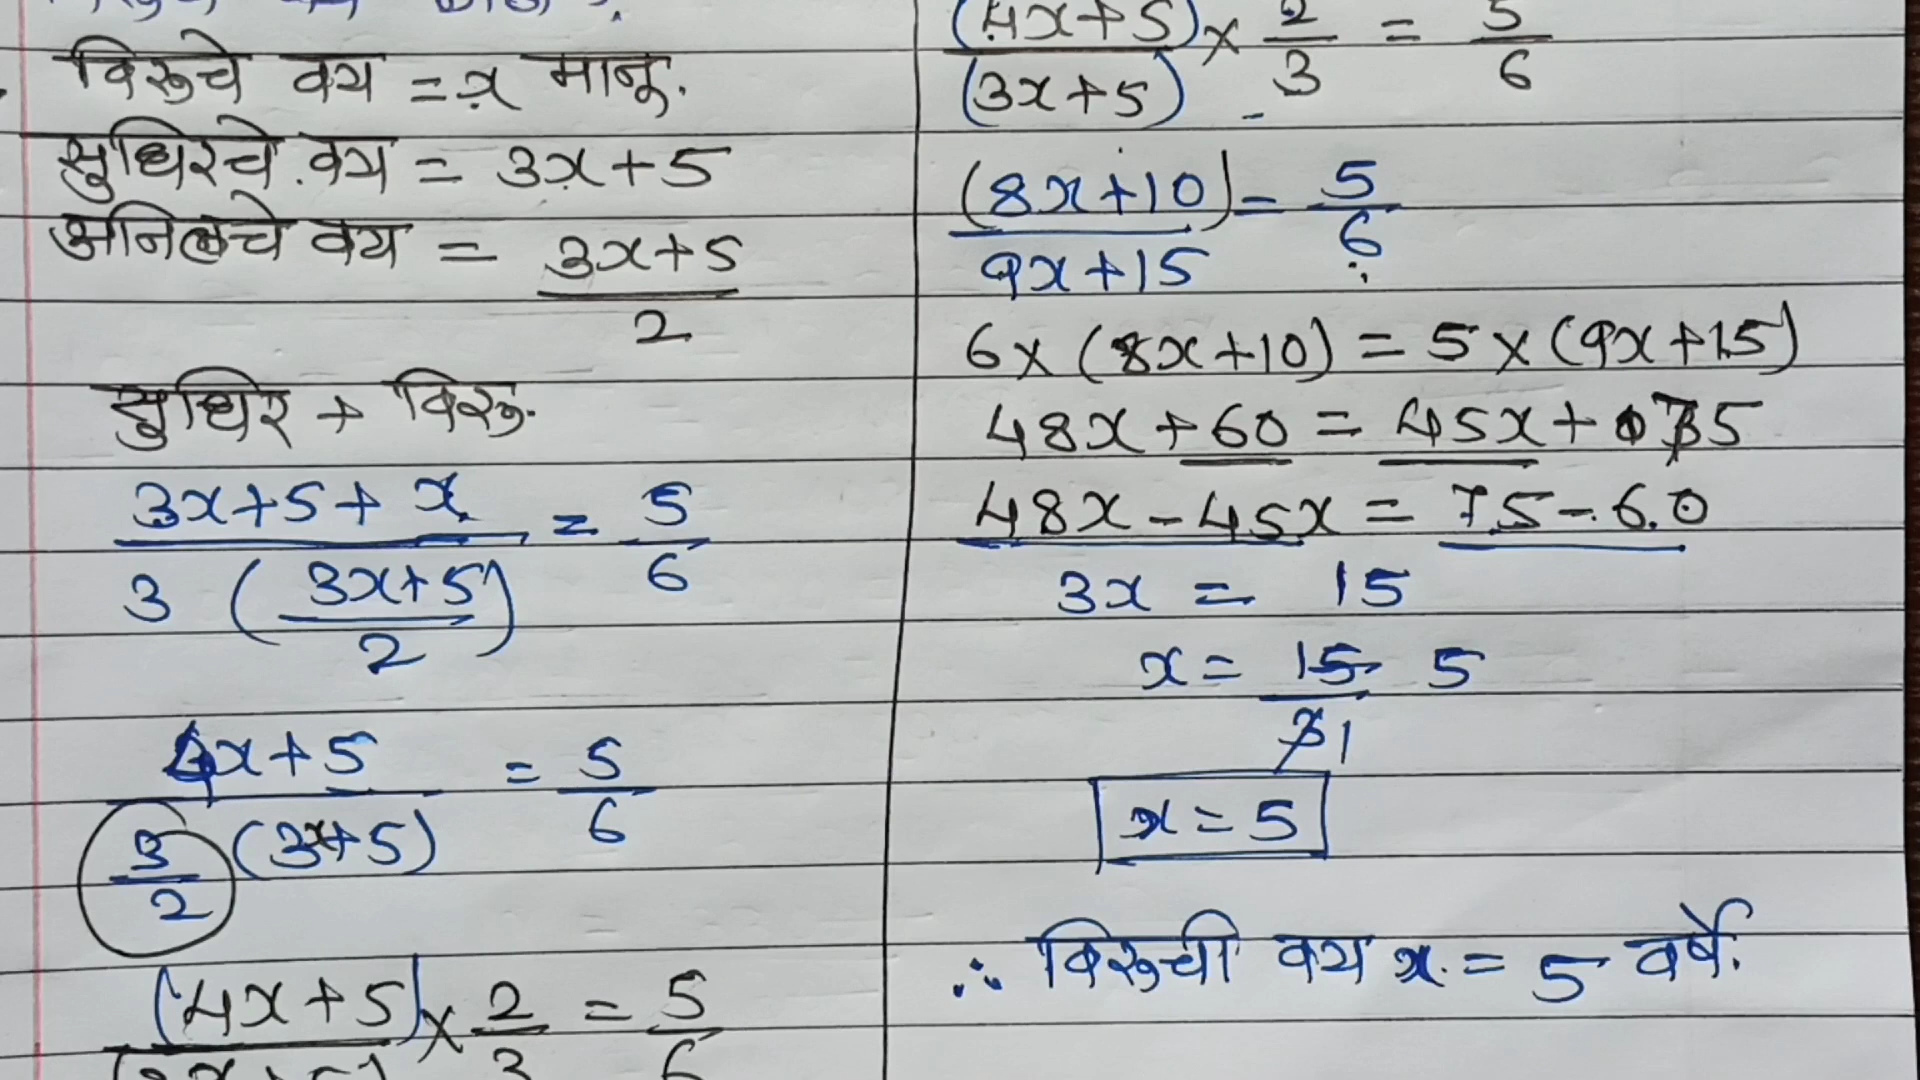 विरुचे वय = x मानू.
सुधिरचे वय = 3x+5
अनिलचे वय = 3x+5
2
सुधिर + विरु
3x+5+x = 5
3 (3x+5) 6
2
4x+5 = 5
3 (3x+5) 6
2
(4x+5) × 2 = 5
3 6
(4x+5) × 2 = 5
(3x+5) 3 6
(8x+10) = 5
9x+15 6
6×(8x+10) = 5×(9x+15)
48x+60 = 45x+75
48x-45x = 75-60
3x = 15
x = 15 5
3 1
x = 5
∴ विरुची वय x = 5 वर्षे.